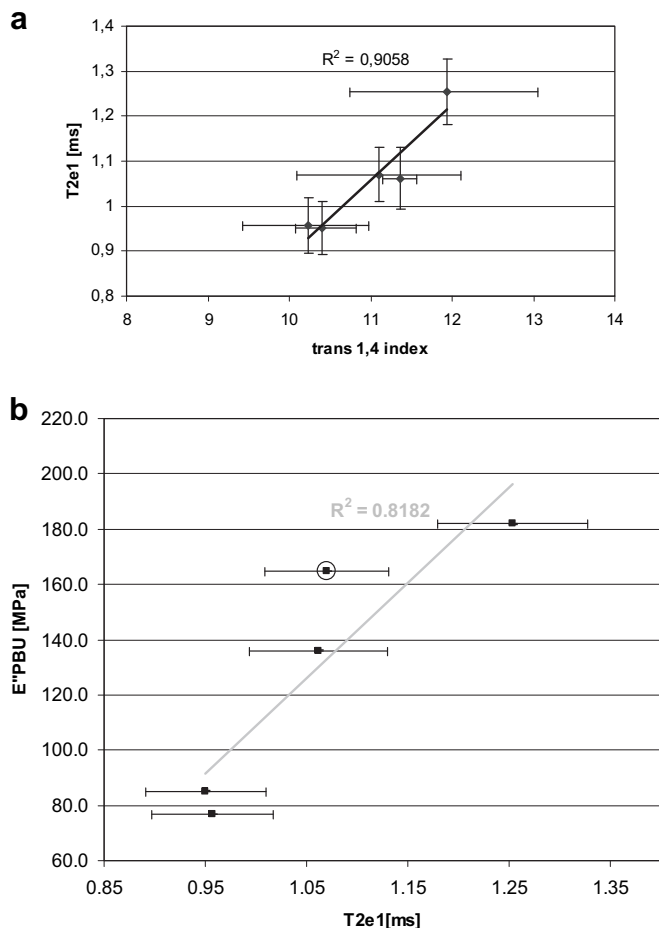 a
1,4
1,3
1,2
1,1
1
0,9
0,8
T2e1 [ms]
R² = 0,9058
8 9 10 11 12 13 14
trans 1,4 index
b
220.0
200.0
180.0
160.0
140.0
120.0
100.0
80.0
60.0
E"PBU [MPa]
R² = 0.8182
0.85 0.95 1.05 1.15 1.25 1.35
T2e1[ms]